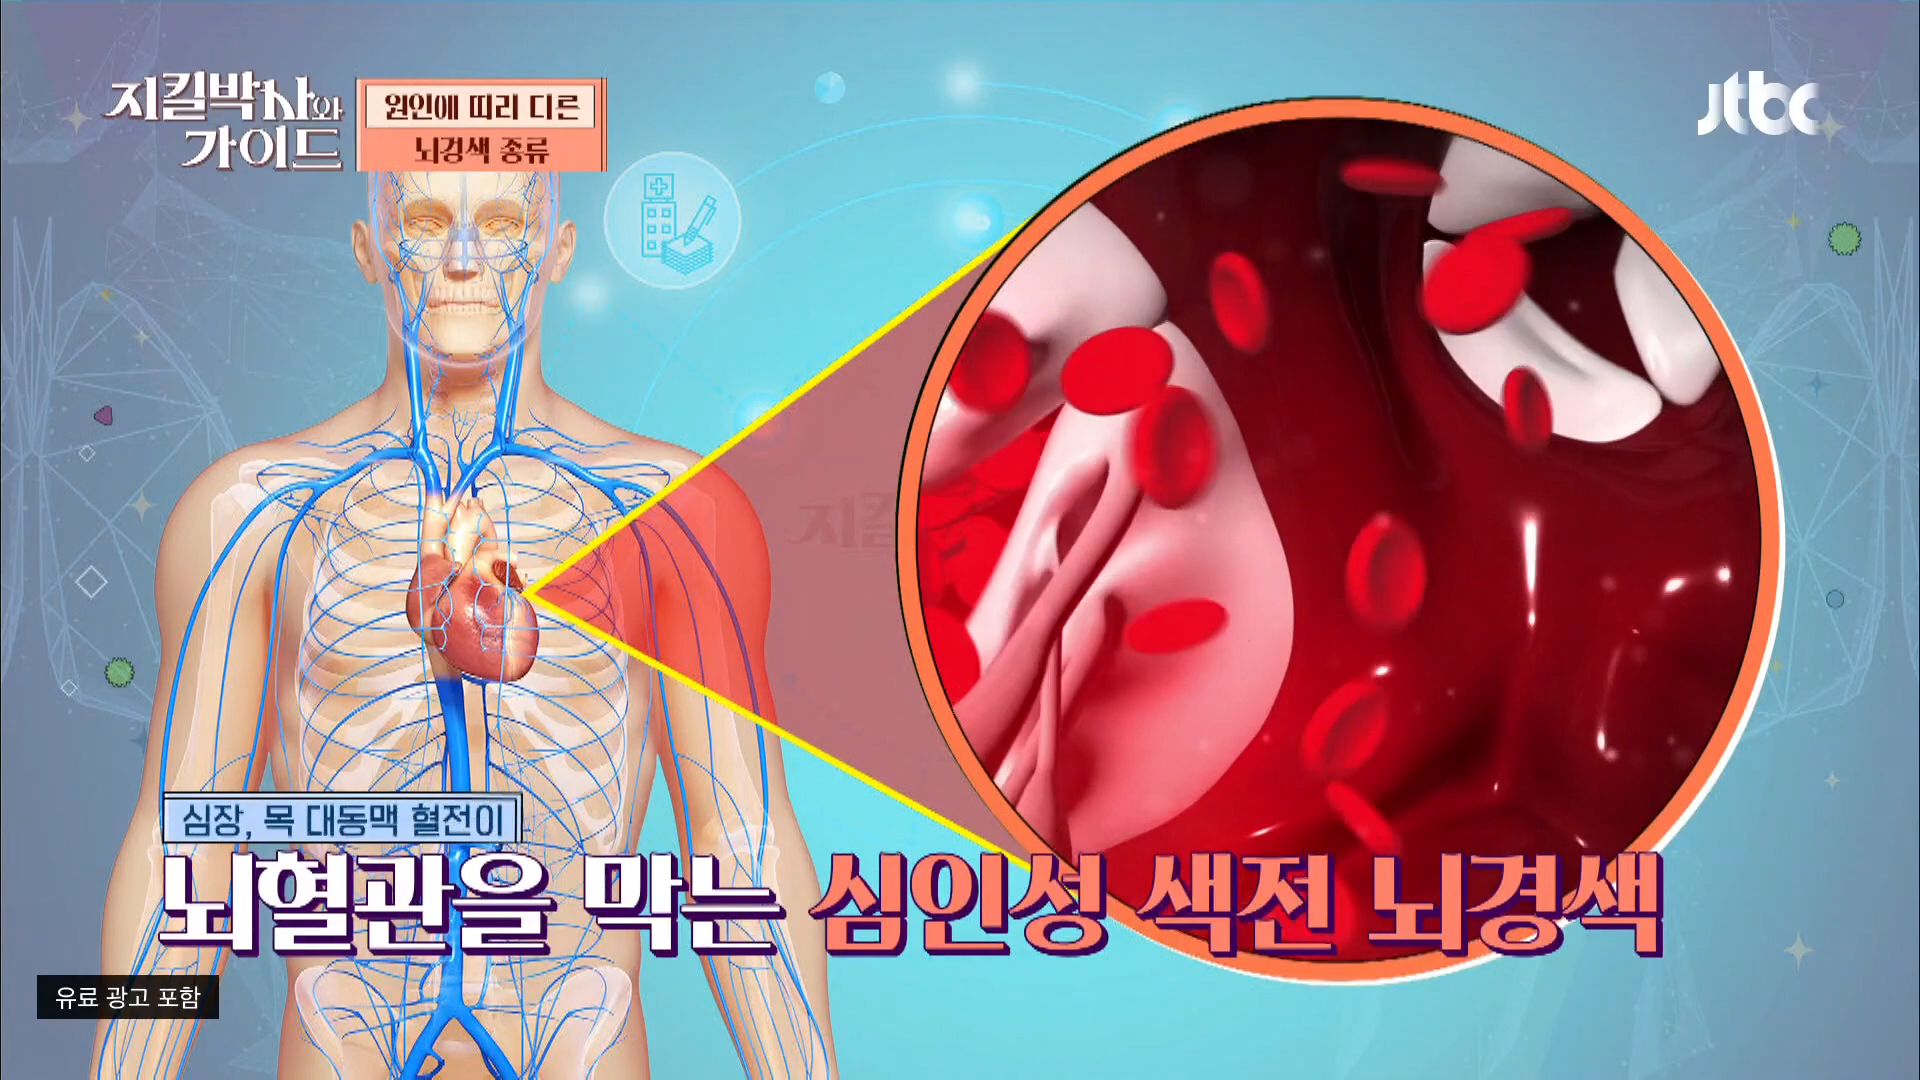 지킬박사와
가이드
원인에 따라 다른
뇌경색 종류
jtbc
심장, 목 대동맥 혈전이
뇌혈관을 막는 심인성 색전 뇌경색
유료 광고 포함